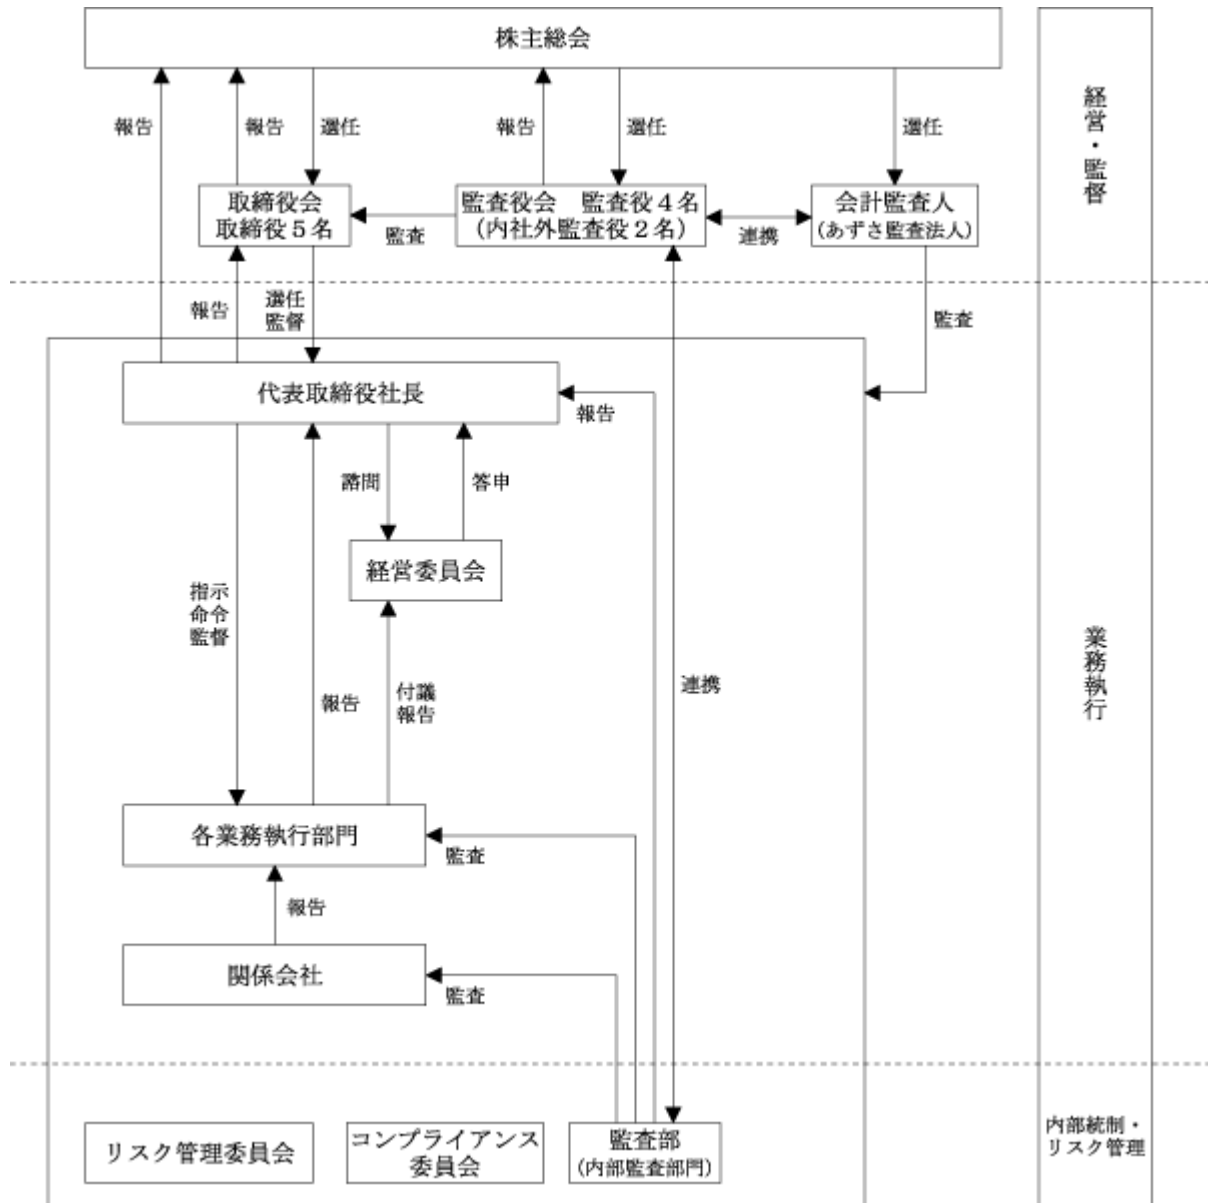 株主総会
報告
報告
選任
報告
選任
選任
取締役会
取締役5名
監査
監査役会 監査役4名
(内社外監査役2名)
連携
会計監査人
(あずさ監査法人)
経営・監督
報告
選任
監督
監査
代表取締役社長
報告
諮問
答申
経営委員会
指示
命令
監督
報告
付議
報告
連携
業務執行
各業務執行部門
監査
報告
関係会社
監査
リスク管理委員会
コンプライアンス
委員会
監査部
(内部監査部門)
内部統制・
リスク管理